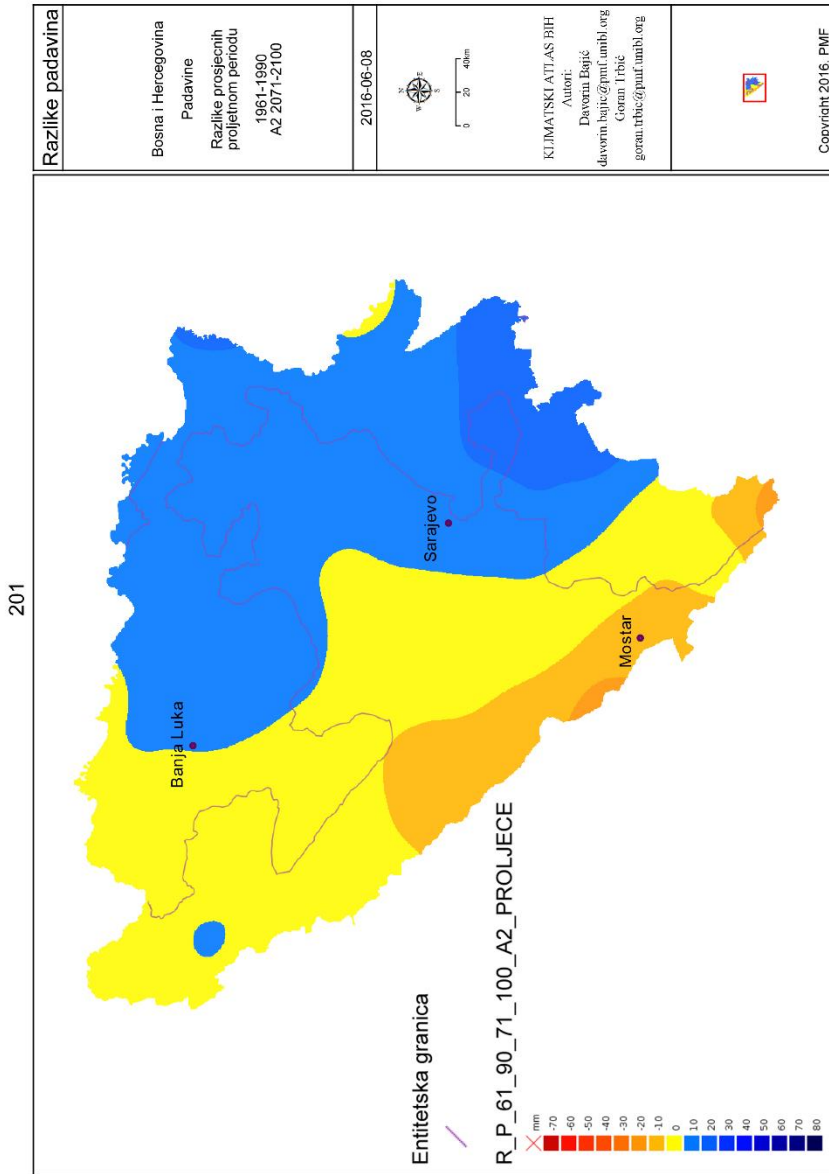 201
Razlike padavina
Bosna i Hercegovina
Padavine
Razlike prosjecnih
proljetnom periodu
1961-1990
A2 2071-2100
2016-06-08
N
W E
S
0 20 40km
KLIMATSKI ATLAS BIH
Autori:
Davorin Bajić
davorin.bajic@pmf.unibl.org
Goran Trbić
goran.trbic@pmf.unibl.org
Copyright 2016. PMF
Banja Luka
Sarajevo
Mostar
Entitetska granica
R_P_61_90_71_100_A2_PROLJECE
mm
-70
-60
-50
-40
-30
-20
-10
0
10
20
30
40
50
60
70
80